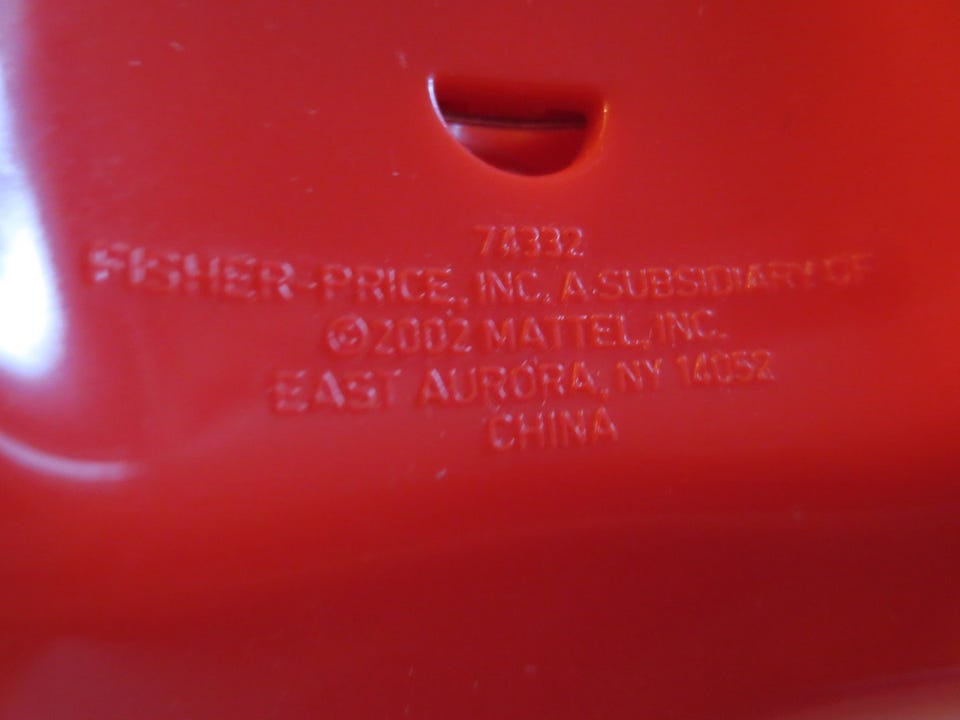 74332
FISHER-PRICE, INC. A SUBSIDIARY OF
©2002 MATTEL, INC.
EAST AURORA, NY 14052
CHINA